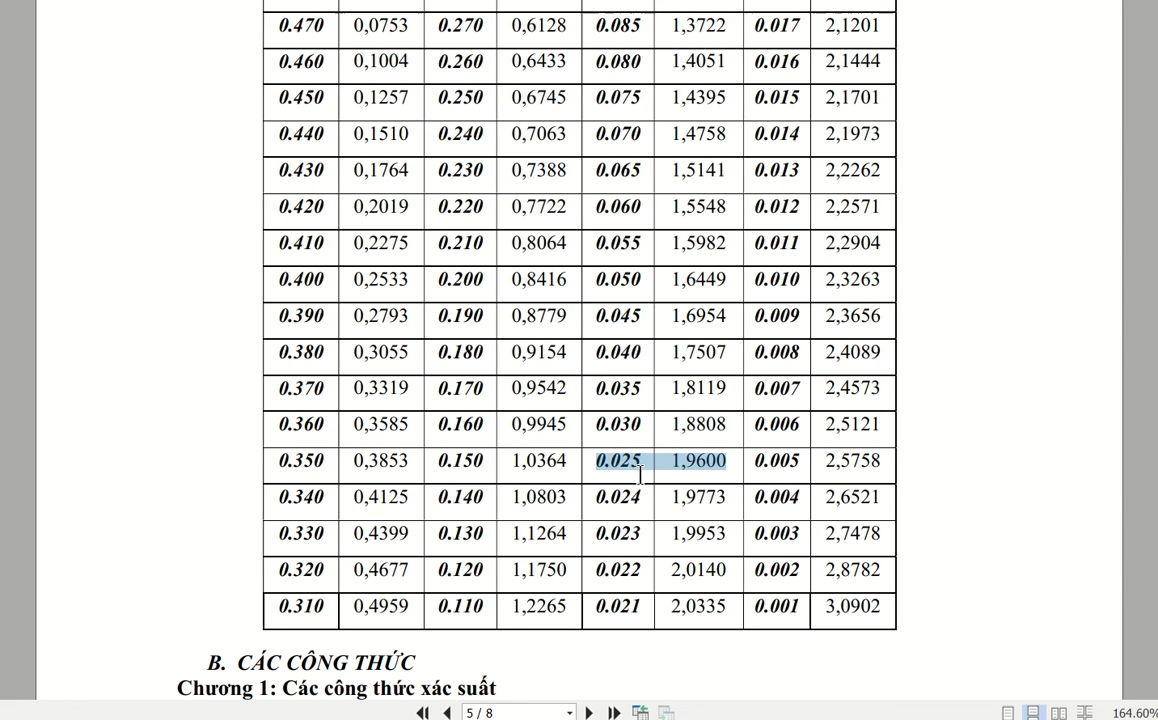 0.470 0,0753 0.270 0,6128 0.085 1,3722 0.017 2,1201
0.460 0,1004 0.260 0,6433 0.080 1,4051 0.016 2,1444
0.450 0,1257 0.250 0,6745 0.075 1,4395 0.015 2,1701
0.440 0,1510 0.240 0,7063 0.070 1,4758 0.014 2,1973
0.430 0,1764 0.230 0,7388 0.065 1,5141 0.013 2,2262
0.420 0,2019 0.220 0,7722 0.060 1,5548 0.012 2,2571
0.410 0,2275 0.210 0,8064 0.055 1,5982 0.011 2,2904
0.400 0,2533 0.200 0,8416 0.050 1,6449 0.010 2,3263
0.390 0,2793 0.190 0,8779 0.045 1,6954 0.009 2,3656
0.380 0,3055 0.180 0,9154 0.040 1,7507 0.008 2,4089
0.370 0,3319 0.170 0,9542 0.035 1,8119 0.007 2,4573
0.360 0,3585 0.160 0,9945 0.030 1,8808 0.006 2,5121
0.350 0,3853 0.150 1,0364 0.025 1,9600 0.005 2,5758
0.340 0,4125 0.140 1,0803 0.024 1,9773 0.004 2,6521
0.330 0,4399 0.130 1,1264 0.023 1,9953 0.003 2,7478
0.320 0,4677 0.120 1,1750 0.022 2,0140 0.002 2,8782
0.310 0,4959 0.110 1,2265 0.021 2,0335 0.001 3,0902
B. CÁC CÔNG THỨC
Chương 1: Các công thức xác suất
5 / 8 164.60%